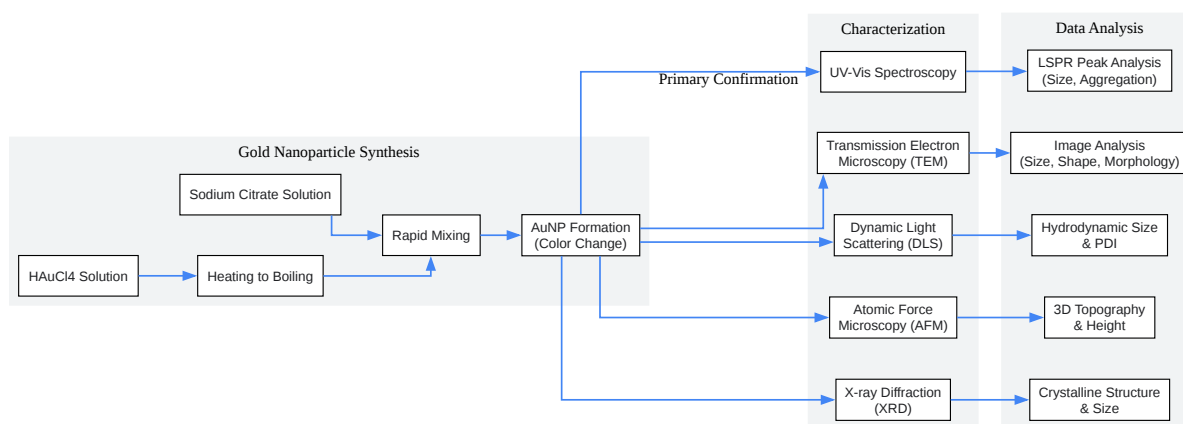 Characterization
Data Analysis
UV-Vis Spectroscopy
LSPR Peak Analysis
(Size, Aggregation)
Primary Confirmation
Gold Nanoparticle Synthesis
Transmission Electron
Microscopy (TEM)
Image Analysis
(Size, Shape, Morphology)
Sodium Citrate Solution
Rapid Mixing
AuNP Formation
(Color Change)
Dynamic Light
Scattering (DLS)
Hydrodynamic Size
& PDI
HAuCl4 Solution
Heating to Boiling
Atomic Force
Microscopy (AFM)
3D Topography
& Height
X-ray Diffraction
(XRD)
Crystalline Structure
& Size